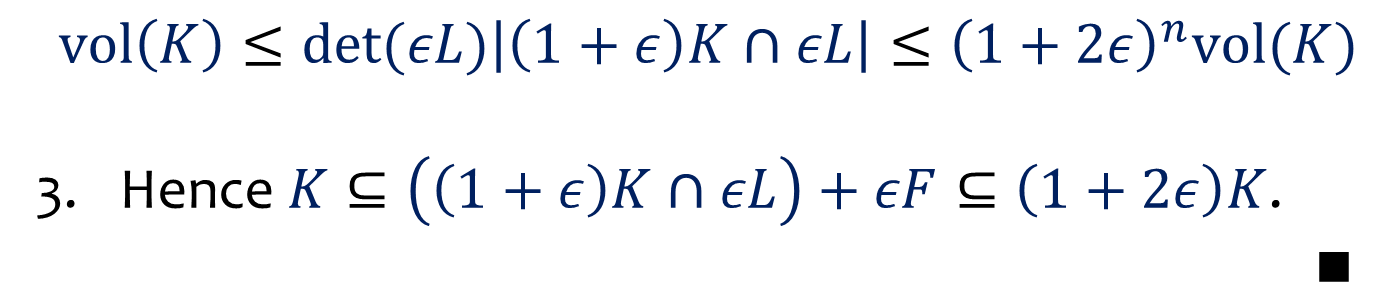 vol(K) ≤ det(ϵL)|(1 + ϵ)K ∩ ϵL| ≤ (1 + 2ϵ)ⁿvol(K)
3. Hence K ⊆ ((1 + ϵ)K ∩ ϵL) + ϵF ⊆ (1 + 2ϵ)K.